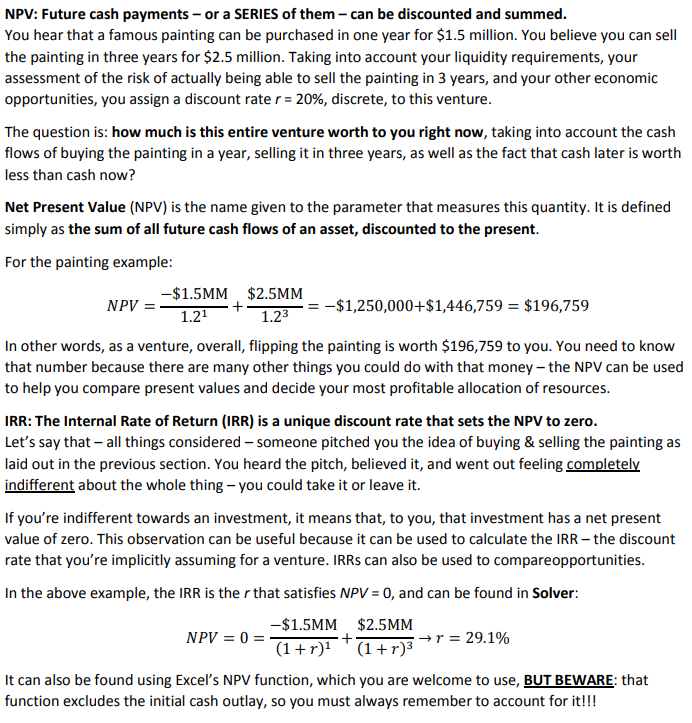 NPV: Future cash payments – or a SERIES of them – can be discounted and summed.
You hear that a famous painting can be purchased in one year for $1.5 million. You believe you can sell
the painting in three years for $2.5 million. Taking into account your liquidity requirements, your
assessment of the risk of actually being able to sell the painting in 3 years, and your other economic
opportunities, you assign a discount rate r = 20%, discrete, to this venture.
The question is: how much is this entire venture worth to you right now, taking into account the cash
flows of buying the painting in a year, selling it in three years, as well as the fact that cash later is worth
less than cash now?
Net Present Value (NPV) is the name given to the parameter that measures this quantity. It is defined
simply as the sum of all future cash flows of an asset, discounted to the present.
For the painting example:
NPV = −$1.5MM/1.2¹ + $2.5MM/1.2³ = −$1,250,000+$1,446,759 = $196,759
In other words, as a venture, overall, flipping the painting is worth $196,759 to you. You need to know
that number because there are many other things you could do with that money – the NPV can be used
to help you compare present values and decide your most profitable allocation of resources.
IRR: The Internal Rate of Return (IRR) is a unique discount rate that sets the NPV to zero.
Let's say that – all things considered – someone pitched you the idea of buying & selling the painting as
laid out in the previous section. You heard the pitch, believed it, and went out feeling completely
indifferent about the whole thing – you could take it or leave it.
If you're indifferent towards an investment, it means that, to you, that investment has a net present
value of zero. This observation can be useful because it can be used to calculate the IRR – the discount
rate that you're implicitly assuming for a venture. IRRs can also be used to compareopportunities.
In the above example, the IRR is the r that satisfies NPV = 0, and can be found in Solver:
NPV = 0 = −$1.5MM/(1 + r)¹ + $2.5MM/(1 + r)³ → r = 29.1%
It can also be found using Excel's NPV function, which you are welcome to use, BUT BEWARE: that
function excludes the initial cash outlay, so you must always remember to account for it!!!